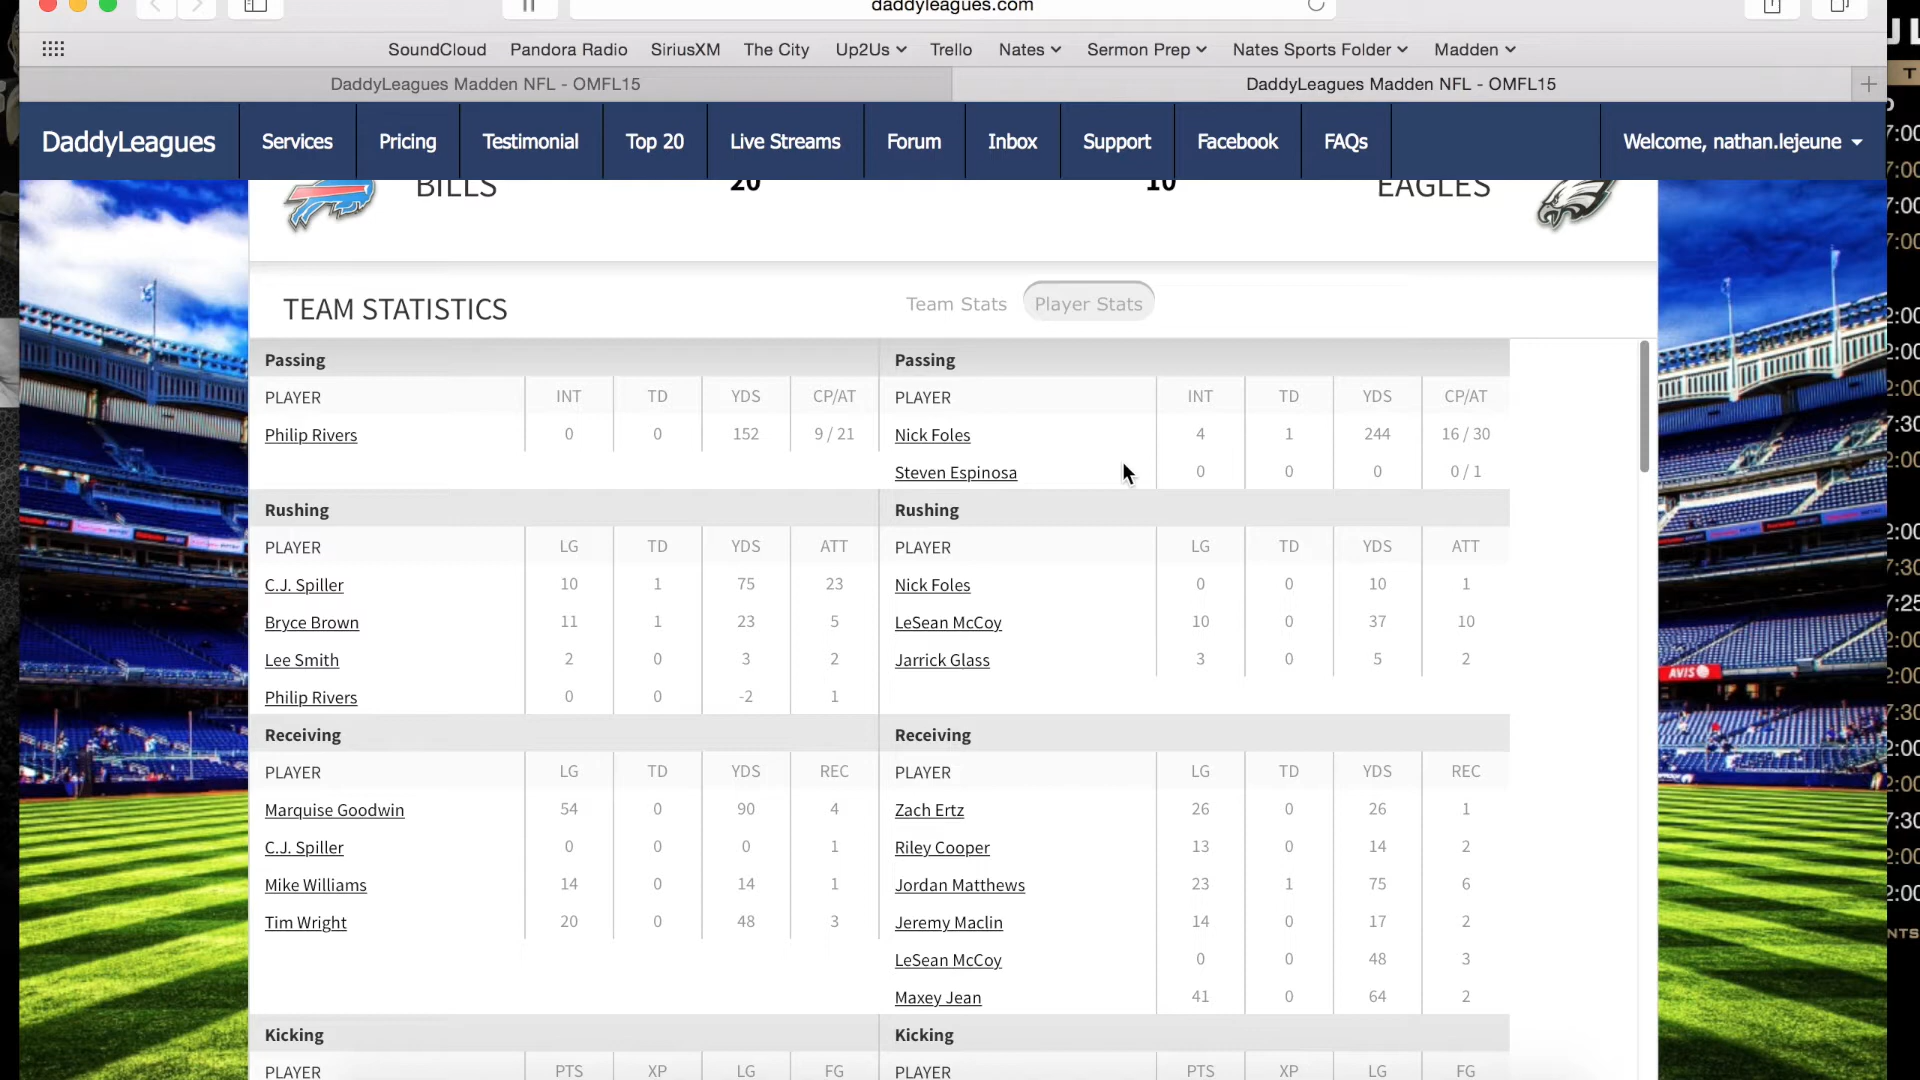 daddyleagues.com
SoundCloud Pandora Radio SiriusXM The City Up2Us Trello Nates Sermon Prep Nates Sports Folder Madden
DaddyLeagues Madden NFL - OMFL15 DaddyLeagues Madden NFL - OMFL15
DaddyLeagues Services Pricing Testimonial Top 20 Live Streams Forum Inbox Support Facebook FAQs Welcome, nathan.lejeune
BILLS 20 10 EAGLES
TEAM STATISTICS Team Stats Player Stats
Passing Passing
PLAYER INT TD YDS CP/AT PLAYER INT TD YDS CP/AT
Philip Rivers 0 0 152 9 / 21 Nick Foles 4 1 244 16 / 30
Steven Espinosa 0 0 0 0 / 1
Rushing Rushing
PLAYER LG TD YDS ATT PLAYER LG TD YDS ATT
C.J. Spiller 10 1 75 23 Nick Foles 0 0 10 1
Bryce Brown 11 1 23 5 LeSean McCoy 10 0 37 10
Lee Smith 2 0 3 2 Jarrick Glass 3 0 5 2
Philip Rivers 0 0 -2 1
AVIS
Receiving Receiving
PLAYER LG TD YDS REC PLAYER LG TD YDS REC
Marquise Goodwin 54 0 90 4 Zach Ertz 26 0 26 1
C.J. Spiller 0 0 0 1 Riley Cooper 13 0 14 2
Mike Williams 14 0 14 1 Jordan Matthews 23 1 75 6
Tim Wright 20 0 48 3 Jeremy Maclin 14 0 17 2
LeSean McCoy 0 0 48 3
Maxey Jean 41 0 64 2
Kicking Kicking
PLAYER PTS XP LG FG PLAYER PTS XP LG FG